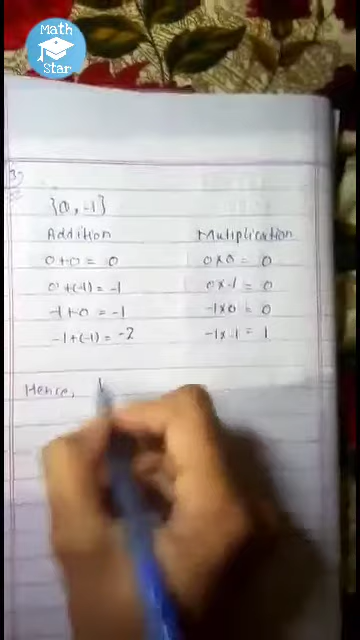 Math
Star
{0, -1}
Addition Mutiplication
0+0 = 0 0×0 = 0
0+(-1) = -1 0×-1 = 0
-1+0 = -1 -1×0 = 0
-1+(-1) = -2 -1×-1 = 1
Hence,